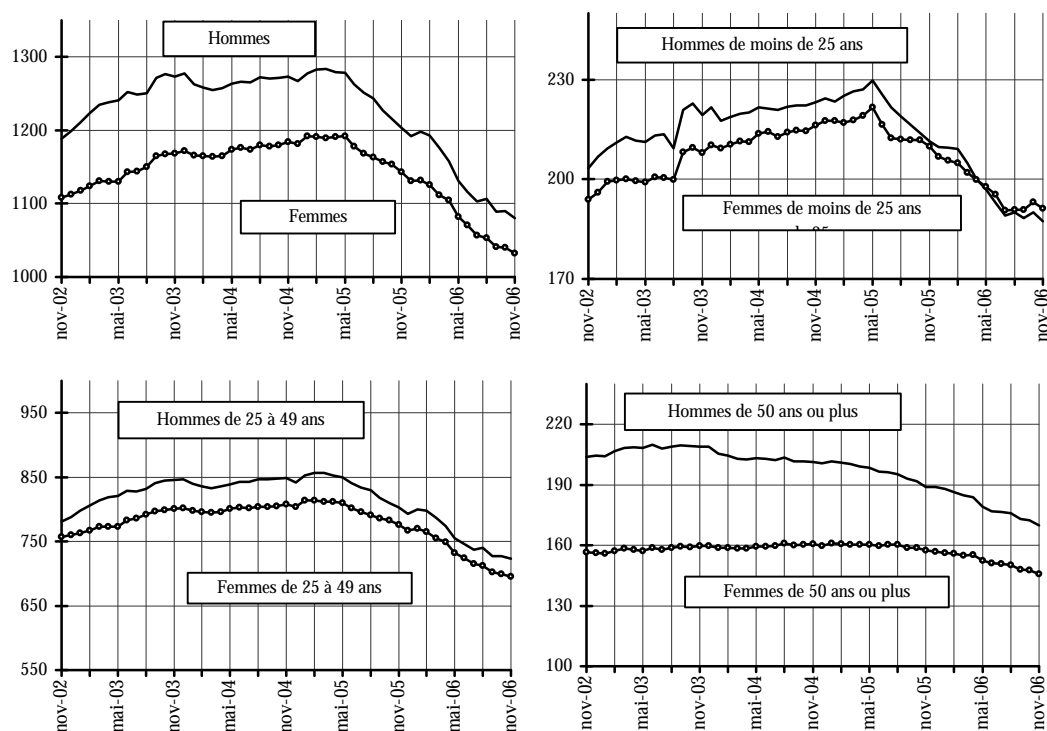 Hommes
1300
1200
1100
1000
Femmes
nov-02
mai-03
nov-03
mai-04
nov-04
mai-05
nov-05
mai-06
nov-06
Hommes de moins de 25 ans
230
200
170
Femmes de moins de 25 ans
nov-02
mai-03
nov-03
mai-04
nov-04
mai-05
nov-05
mai-06
nov-06
Hommes de 25 à 49 ans
950
850
750
650
550
Femmes de 25 à 49 ans
nov-02
mai-03
nov-03
mai-04
nov-04
mai-05
nov-05
mai-06
nov-06
Hommes de 50 ans ou plus
220
190
160
130
100
Femmes de 50 ans ou plus
nov-02
mai-03
nov-03
mai-04
nov-04
mai-05
nov-05
mai-06
nov-06